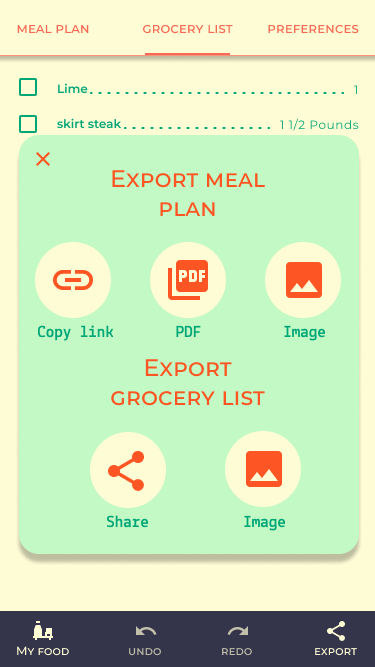 MEAL PLAN GROCERY LIST PREFERENCES
Lime 1
skirt steak 1 1/2 Pounds
EXPORT MEAL
PLAN
PDF
Copy link PDF Image
EXPORT
GROCERY LIST
Share Image
MY FOOD UNDO REDO EXPORT